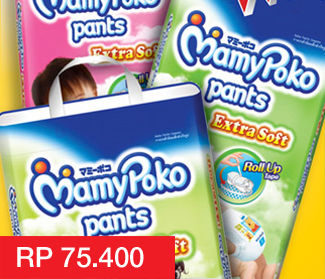 MamyPoko
pants
Extra Soft
マミーポコ
MamyPoko
pants
Extra Soft
Roll Up
Tape
マミーポコ
MamyPoko
pants
RP 75.400